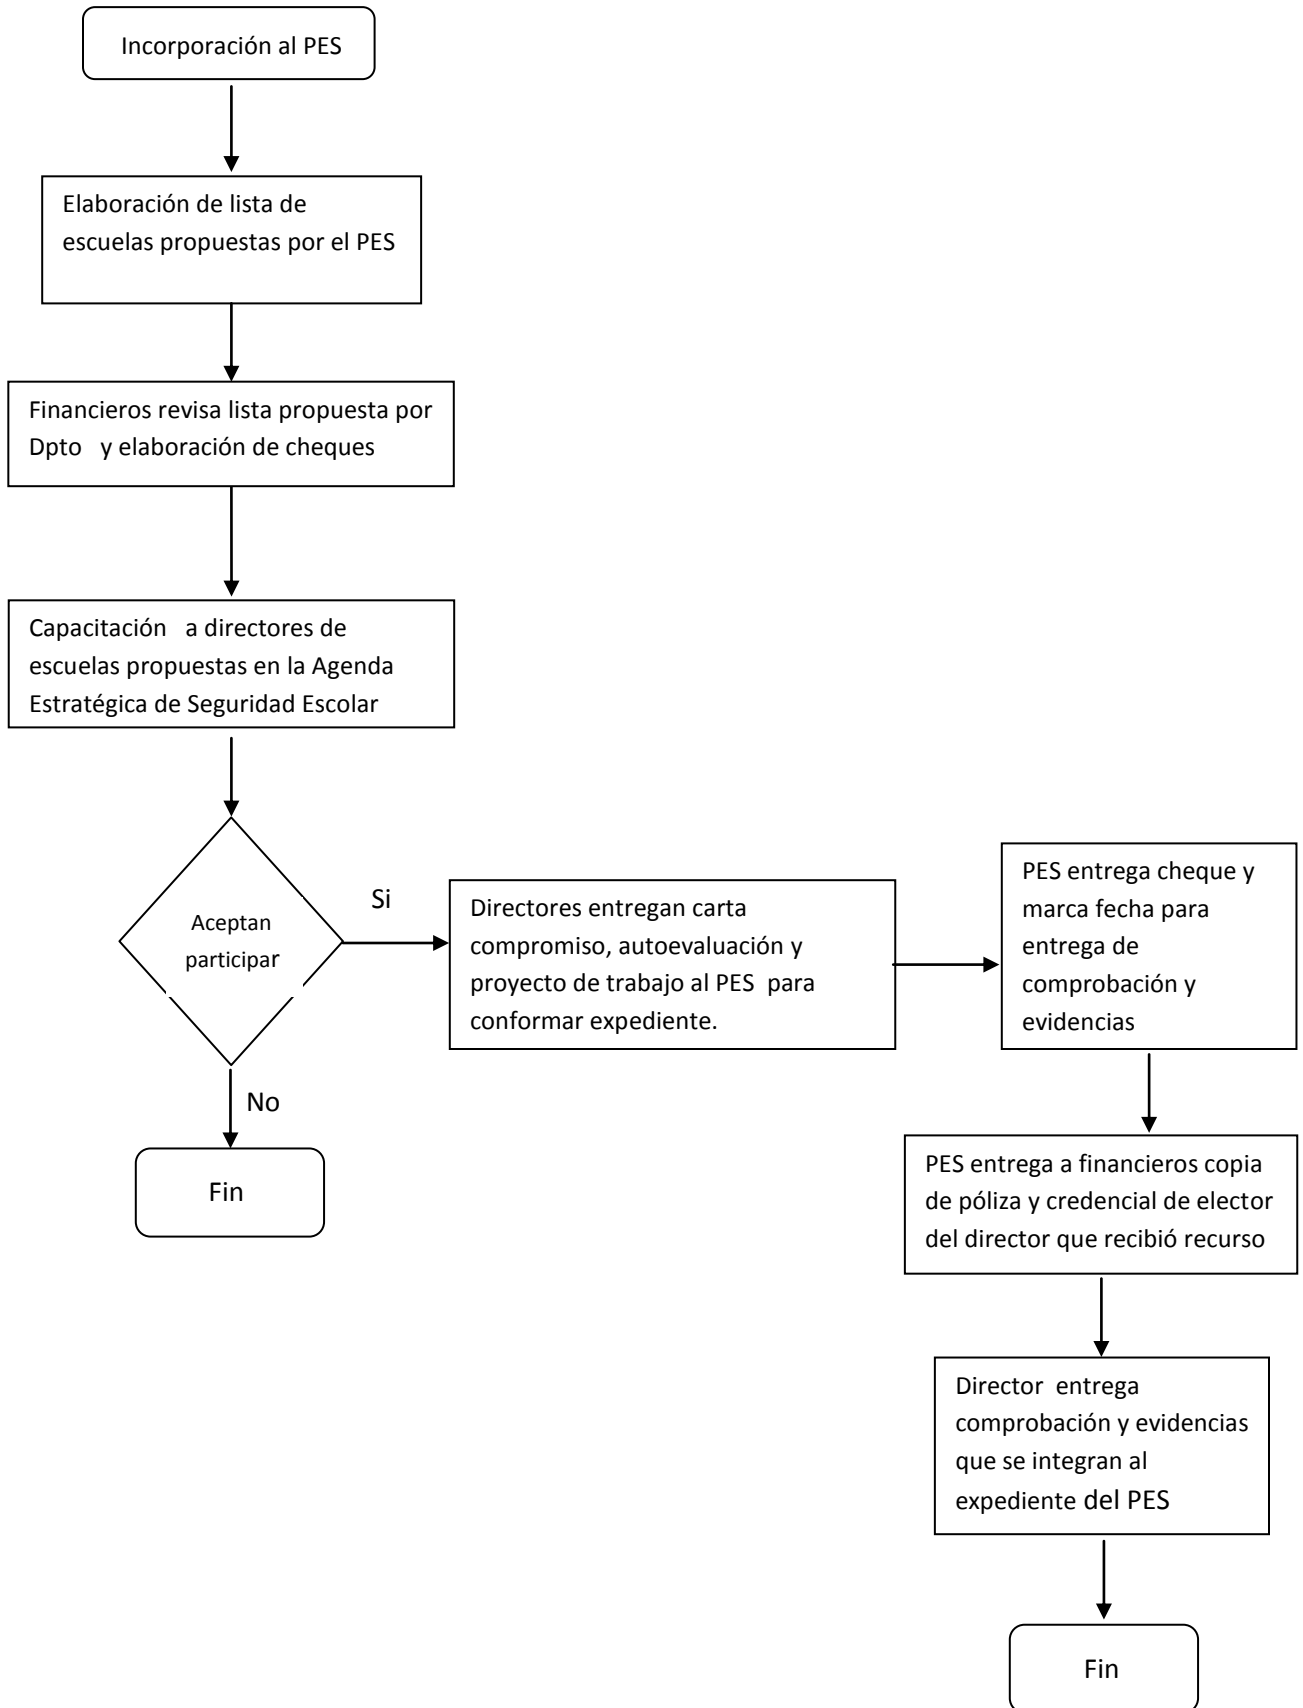 Incorporación al PES
Elaboración de lista de
escuelas propuestas por el PES
Financieros revisa lista propuesta por
Dpto y elaboración de cheques
Capacitación a directores de
escuelas propuestas en la Agenda
Estratégica de Seguridad Escolar
Aceptan
participar
Si
No
Fin
Directores entregan carta
compromiso, autoevaluación y
proyecto de trabajo al PES para
conformar expediente.
PES entrega cheque y
marca fecha para
entrega de
comprobación y
evidencias
PES entrega a financieros copia
de póliza y credencial de elector
del director que recibió recurso
Director entrega
comprobación y evidencias
que se integran al
expediente del PES
Fin